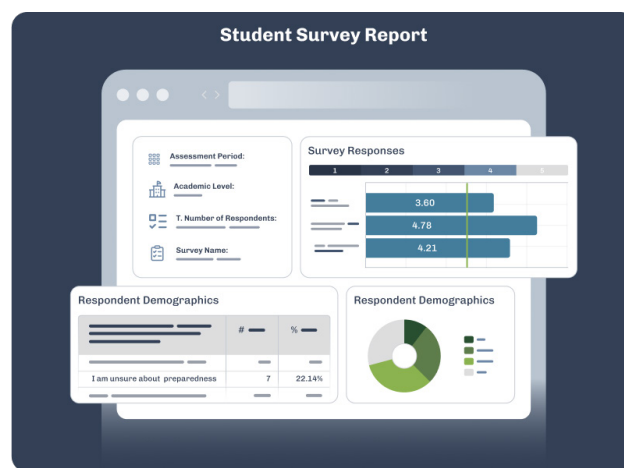 Student Survey Report
Assessment Period:
Academic Level:
T. Number of Respondents:
Survey Name:
Survey Responses
1 2 3 4 5
3.60
4.78
4.21
Respondent Demographics
# %
I am unsure about preparedness 7 22.14%
Respondent Demographics